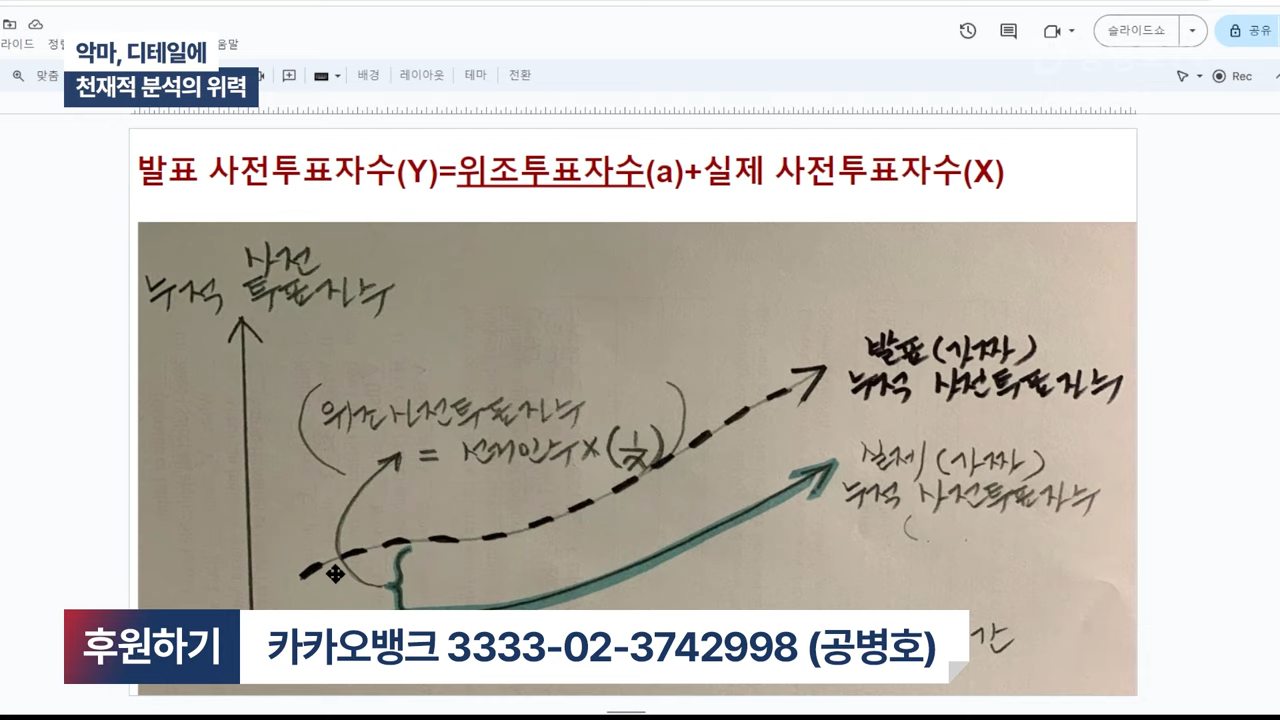 악마, 디테일에
천재적 분석의 위력
라이드
움말
슬라이드쇼
공유
맞춤
배경
레이아웃
테마
전환
Rec
발표 사전투표자수(Y)=위조투표자수(a)+실제 사전투표자수(X)
사전
누적 투표자수
발표(가짜)
누적 사전투표자수
(위조사전투표자수
= 선거인수×(1/x))
실제(가짜)
누적 사전투표자수
간
후원하기
카카오뱅크 3333-02-3742998 (공병호)